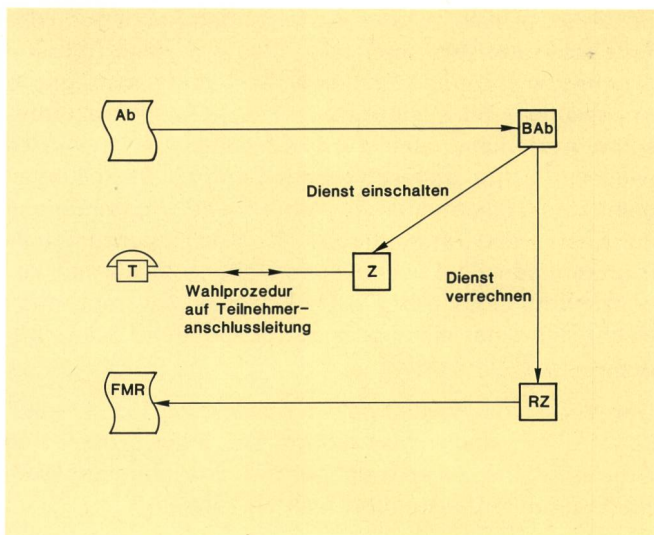 Ab
BAb
Dienst einschalten
T
Z
Wahlprozedur
auf Teilnehmer-
anschlussleitung
Dienst
verrechnen
FMR
RZ